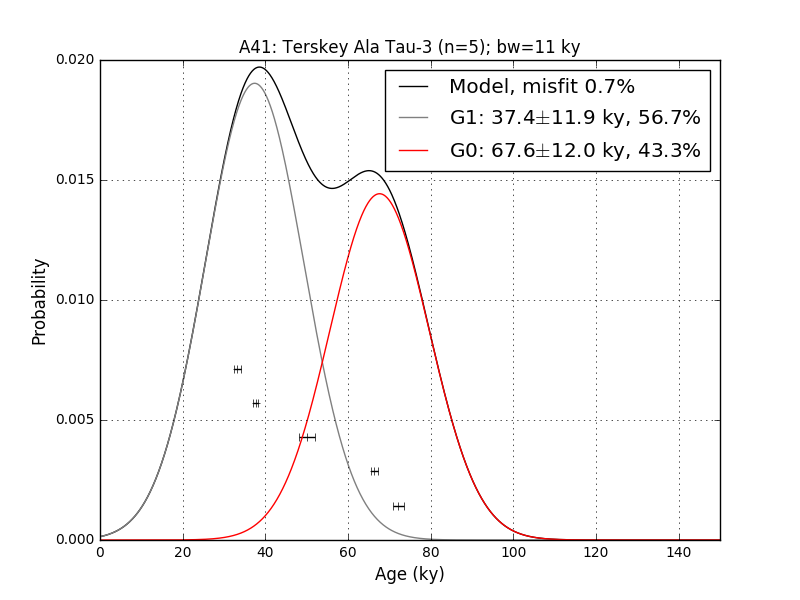 A41: Terskey Ala Tau-3 (n=5); bw=11 ky
Model, misfit 0.7%
G1: 37.4±11.9 ky, 56.7%
G0: 67.6±12.0 ky, 43.3%
0.020
0.015
0.010
0.005
0.000
Probability
0 20 40 60 80 100 120 140
Age (ky)